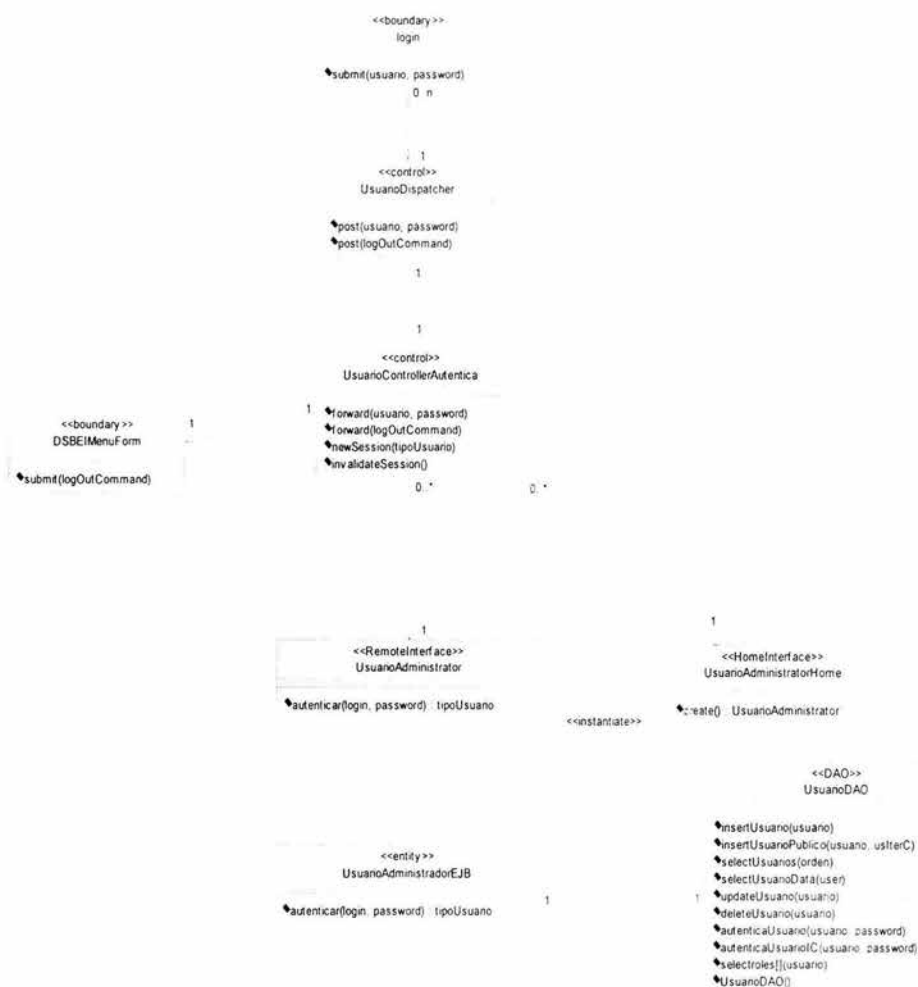 <<boundary>>
login
submit(usuario, password)
0 n
1
<<control>>
UsuarioDispatcher
post(usuario, password)
post(logOutCommand)
1
1
<<control>>
UsuarioControllerAutentica
1
forward(usuario, password)
forward(logOutCommand)
newSession(tipoUsuario)
invalidateSession()
0..*
0..*
<<boundary>>
DSBEIMenuForm
1
submit(logOutCommand)
1
<<RemoteInterface>>
UsuarioAdministrator
autenticar(login, password) : tipoUsuario
<<instantiate>>
1
<<HomeInterface>>
UsuarioAdministratorHome
create() : UsuarioAdministrator
<<entity>>
UsuarioAdministradorEJB
autenticar(login, password) : tipoUsuario
1
1
<<DAO>>
UsuarioDAO
insertUsuario(usuario)
insertUsuarioPublico(usuario, usIterC)
selectUsuarios(orden)
selectUsuarioData(user)
updateUsuario(usuario)
deleteUsuario(usuario)
autenticaUsuario(usuario, password)
autenticaUsuarioIC(usuario, password)
selectroles[](usuario)
UsuarioDAO()